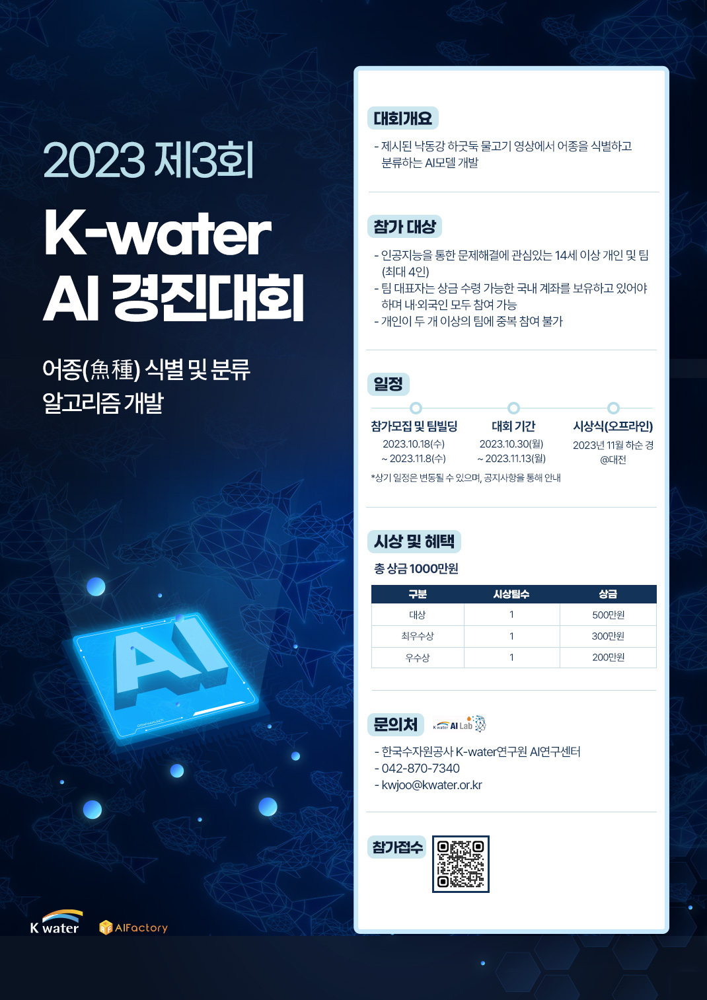 2023 제3회
K-water
AI 경진대회
어종(魚種) 식별 및 분류
알고리즘 개발
AI
K water
AIFactory
대회개요
- 제시된 낙동강 하굿둑 물고기 영상에서 어종을 식별하고
분류하는 AI모델 개발
참가 대상
- 인공지능을 통한 문제해결에 관심있는 14세 이상 개인 및 팀
(최대 4인)
- 팀 대표자는 상금 수령 가능한 국내 계좌를 보유하고 있어야
하며 내·외국인 모두 참여 가능
- 개인이 두 개 이상의 팀에 중복 참여 불가
일정
참가모집 및 팀빌딩 대회 기간 시상식(오프라인)
2023.10.18(수) 2023.10.30(월) 2023년 11월 하순 경
~ 2023.11.8(수) ~ 2023.11.13(월) @대전
*상기 일정은 변동될 수 있으며, 공지사항을 통해 안내
시상 및 혜택
총 상금 1000만원
구분 시상팀수 상금
대상 1 500만원
최우수상 1 300만원
우수상 1 200만원
문의처 K water AI Lab
- 한국수자원공사 K-water연구원 AI연구센터
- 042-870-7340
- kwjoo@kwater.or.kr
참가접수